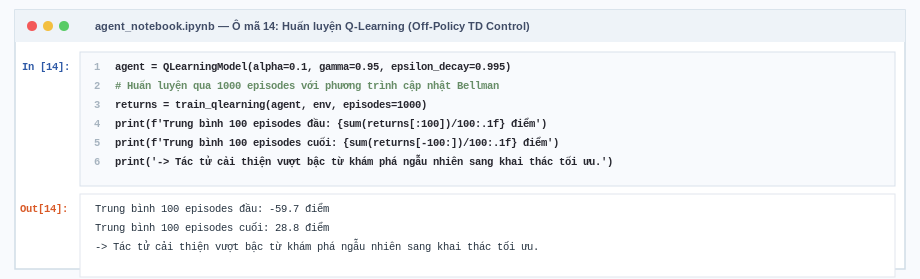 agent_notebook.ipynb — Ô mã 14: Huấn luyện Q-Learning (Off-Policy TD Control)
In [14]:
1 agent = QLearningModel(alpha=0.1, gamma=0.95, epsilon_decay=0.995)
2 # Huấn luyện qua 1000 episodes với phương trình cập nhật Bellman
3 returns = train_qlearning(agent, env, episodes=1000)
4 print(f'Trung bình 100 episodes đầu: {sum(returns[:100])/100:.1f} điểm')
5 print(f'Trung bình 100 episodes cuối: {sum(returns[-100:])/100:.1f} điểm')
6 print('-> Tác tử cải thiện vượt bậc từ khám phá ngẫu nhiên sang khai thác tối ưu.')
Out[14]:
Trung bình 100 episodes đầu: -59.7 điểm
Trung bình 100 episodes cuối: 28.8 điểm
-> Tác tử cải thiện vượt bậc từ khám phá ngẫu nhiên sang khai thác tối ưu.